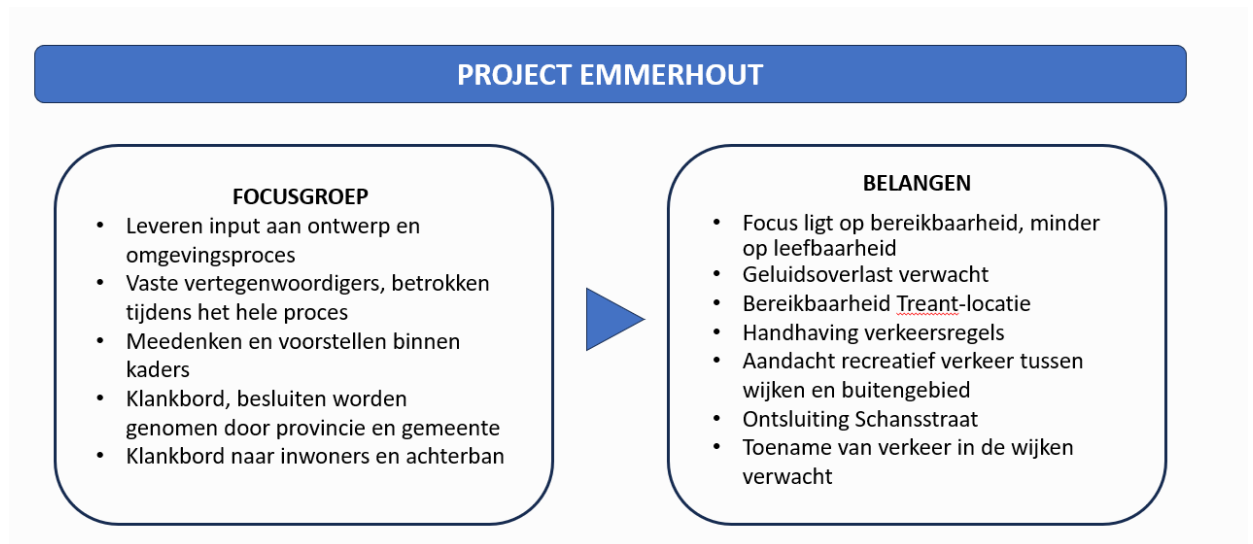 PROJECT EMMERHOUT
FOCUSGROEP
• Leveren input aan ontwerp en
omgevingsproces
• Vaste vertegenwoordigers, betrokken
tijdens het hele proces
• Meedenken en voorstellen binnen
kaders
• Klankbord, besluiten worden
genomen door provincie en gemeente
• Klankbord naar inwoners en achterban
BELANGEN
• Focus ligt op bereikbaarheid, minder
op leefbaarheid
• Geluidsoverlast verwacht
• Bereikbaarheid Treant-locatie
• Handhaving verkeersregels
• Aandacht recreatief verkeer tussen
wijken en buitengebied
• Ontsluiting Schansstraat
• Toename van verkeer in de wijken
verwacht